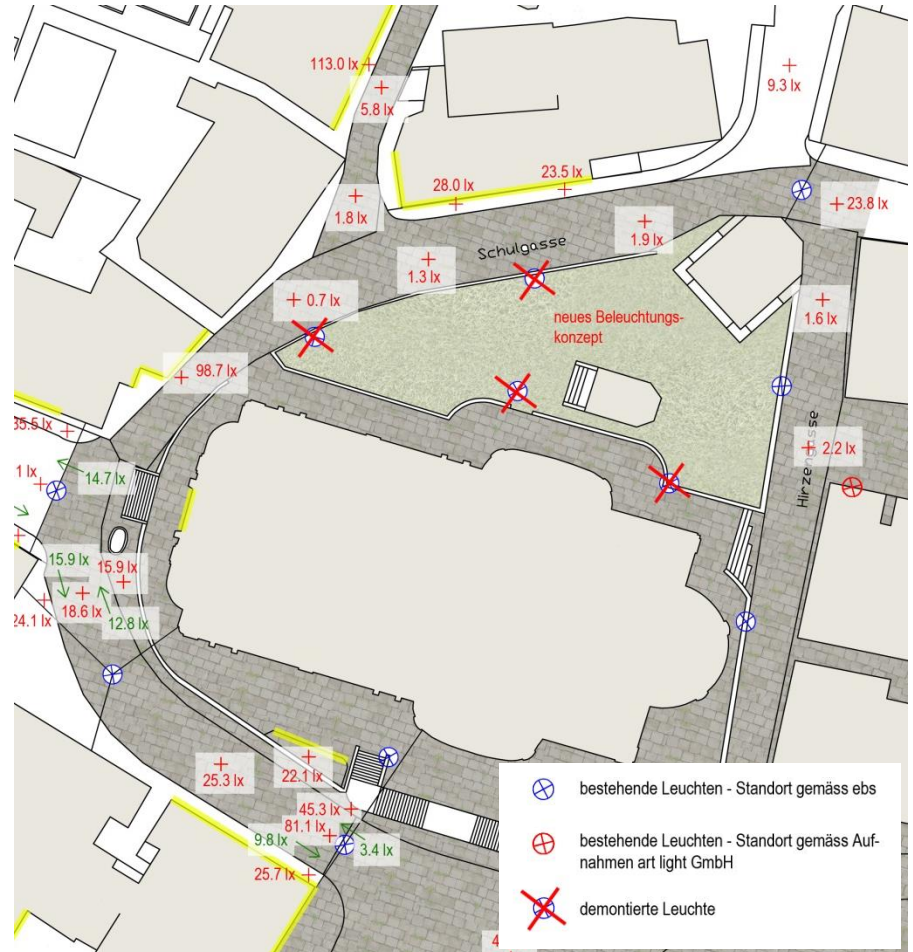 113.0 lx
5.8 lx
9.3 lx
23.5 lx
28.0 lx
1.8 lx
23.8 lx
1.9 lx
Schulgasse
1.3 lx
0.7 lx
neues Beleuchtungs-
konzept
1.6 lx
98.7 lx
35.5 lx
2.2 lx
Hirzengasse
1 lx
14.7 lx
15.9 lx
15.9 lx
18.6 lx
24.1 lx
12.8 lx
25.3 lx
22.1 lx
45.3 lx
81.1 lx
9.8 lx
3.4 lx
25.7 lx
bestehende Leuchten - Standort gemäss ebs
bestehende Leuchten - Standort gemäss Auf-
nahmen art light GmbH
demontierte Leuchte